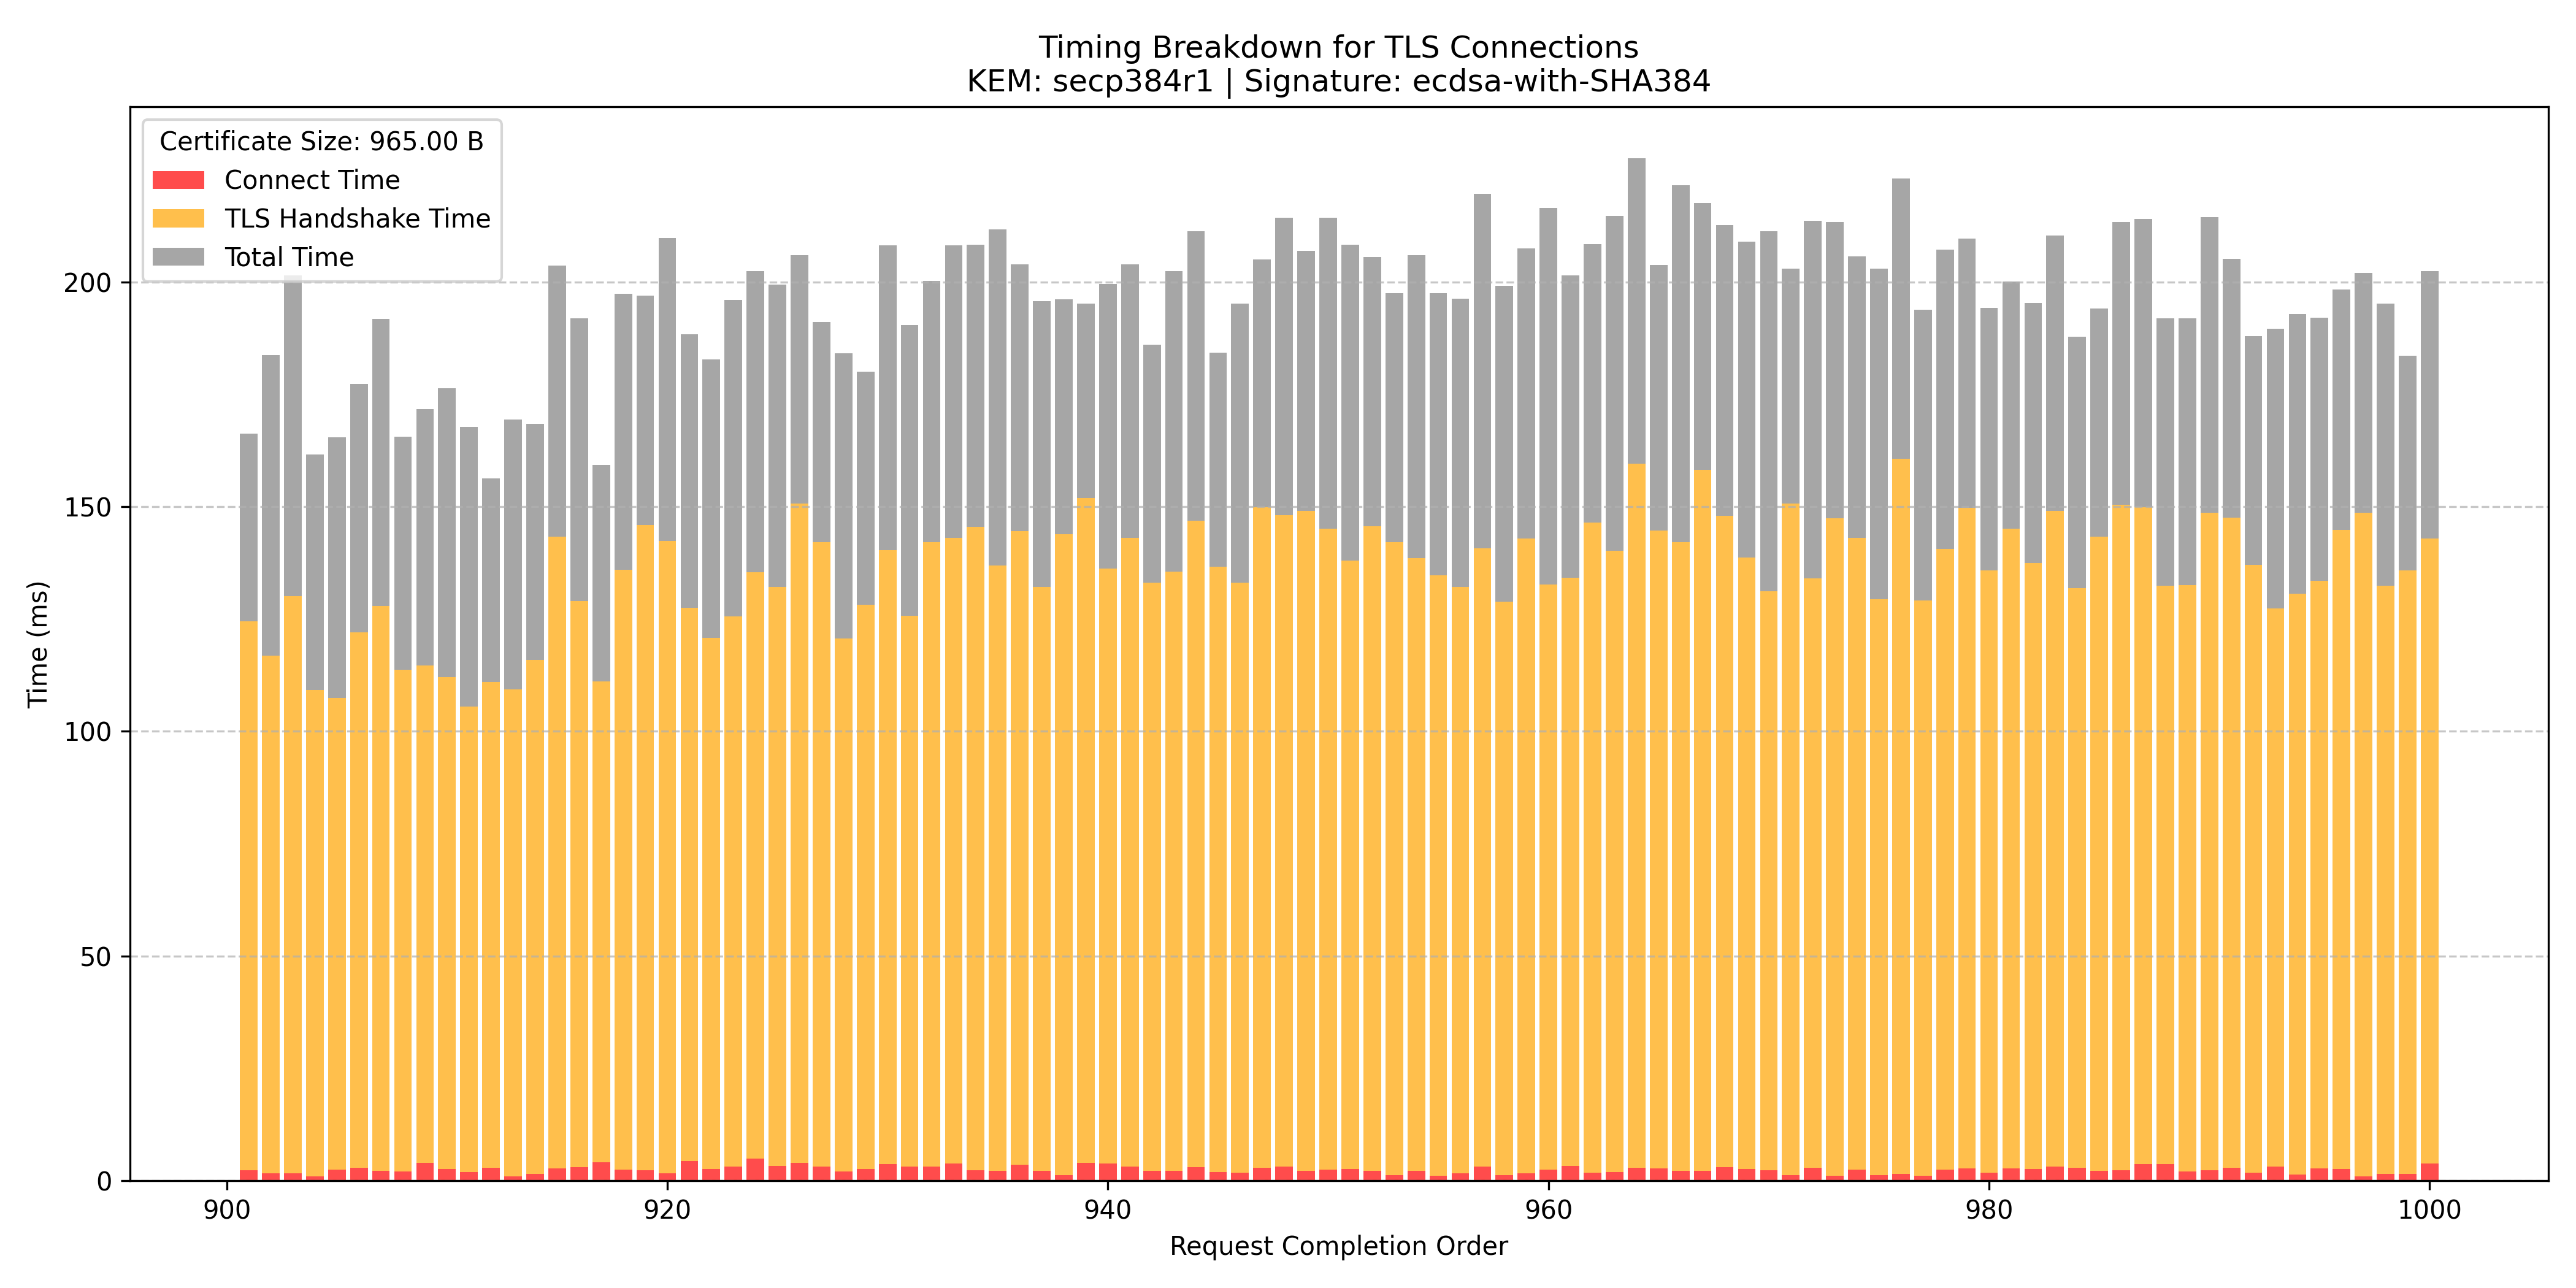 Timing Breakdown for TLS Connections
KEM: secp384r1 | Signature: ecdsa-with-SHA384
Certificate Size: 965.00 B
Connect Time
TLS Handshake Time
Total Time
Time (ms)
200
150
100
50
0
900 920 940 960 980 1000
Request Completion Order